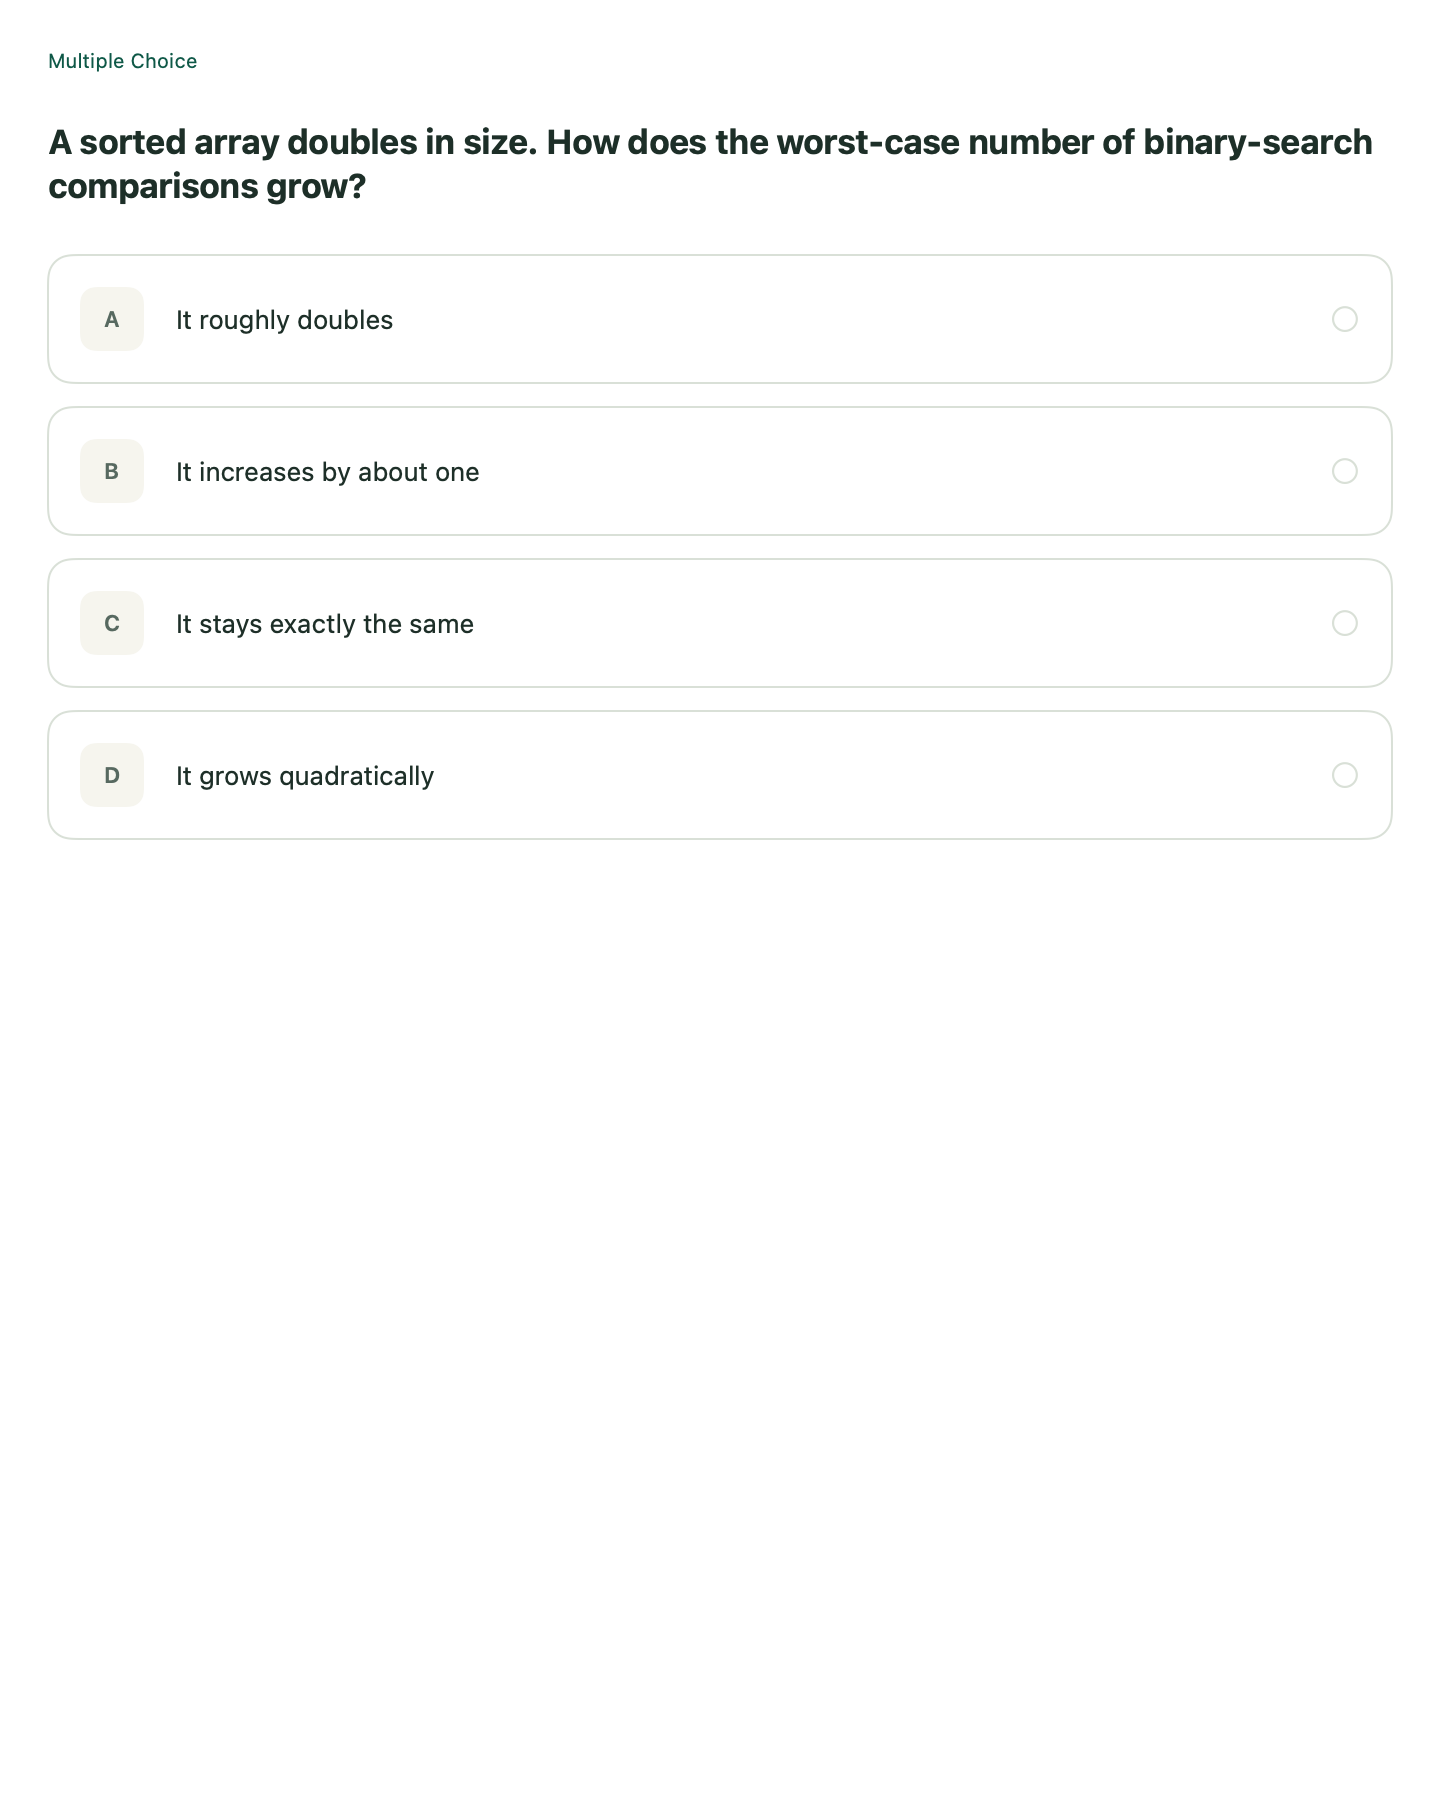 Multiple Choice
A sorted array doubles in size. How does the worst-case number of binary-search
comparisons grow?
A It roughly doubles
B It increases by about one
C It stays exactly the same
D It grows quadratically